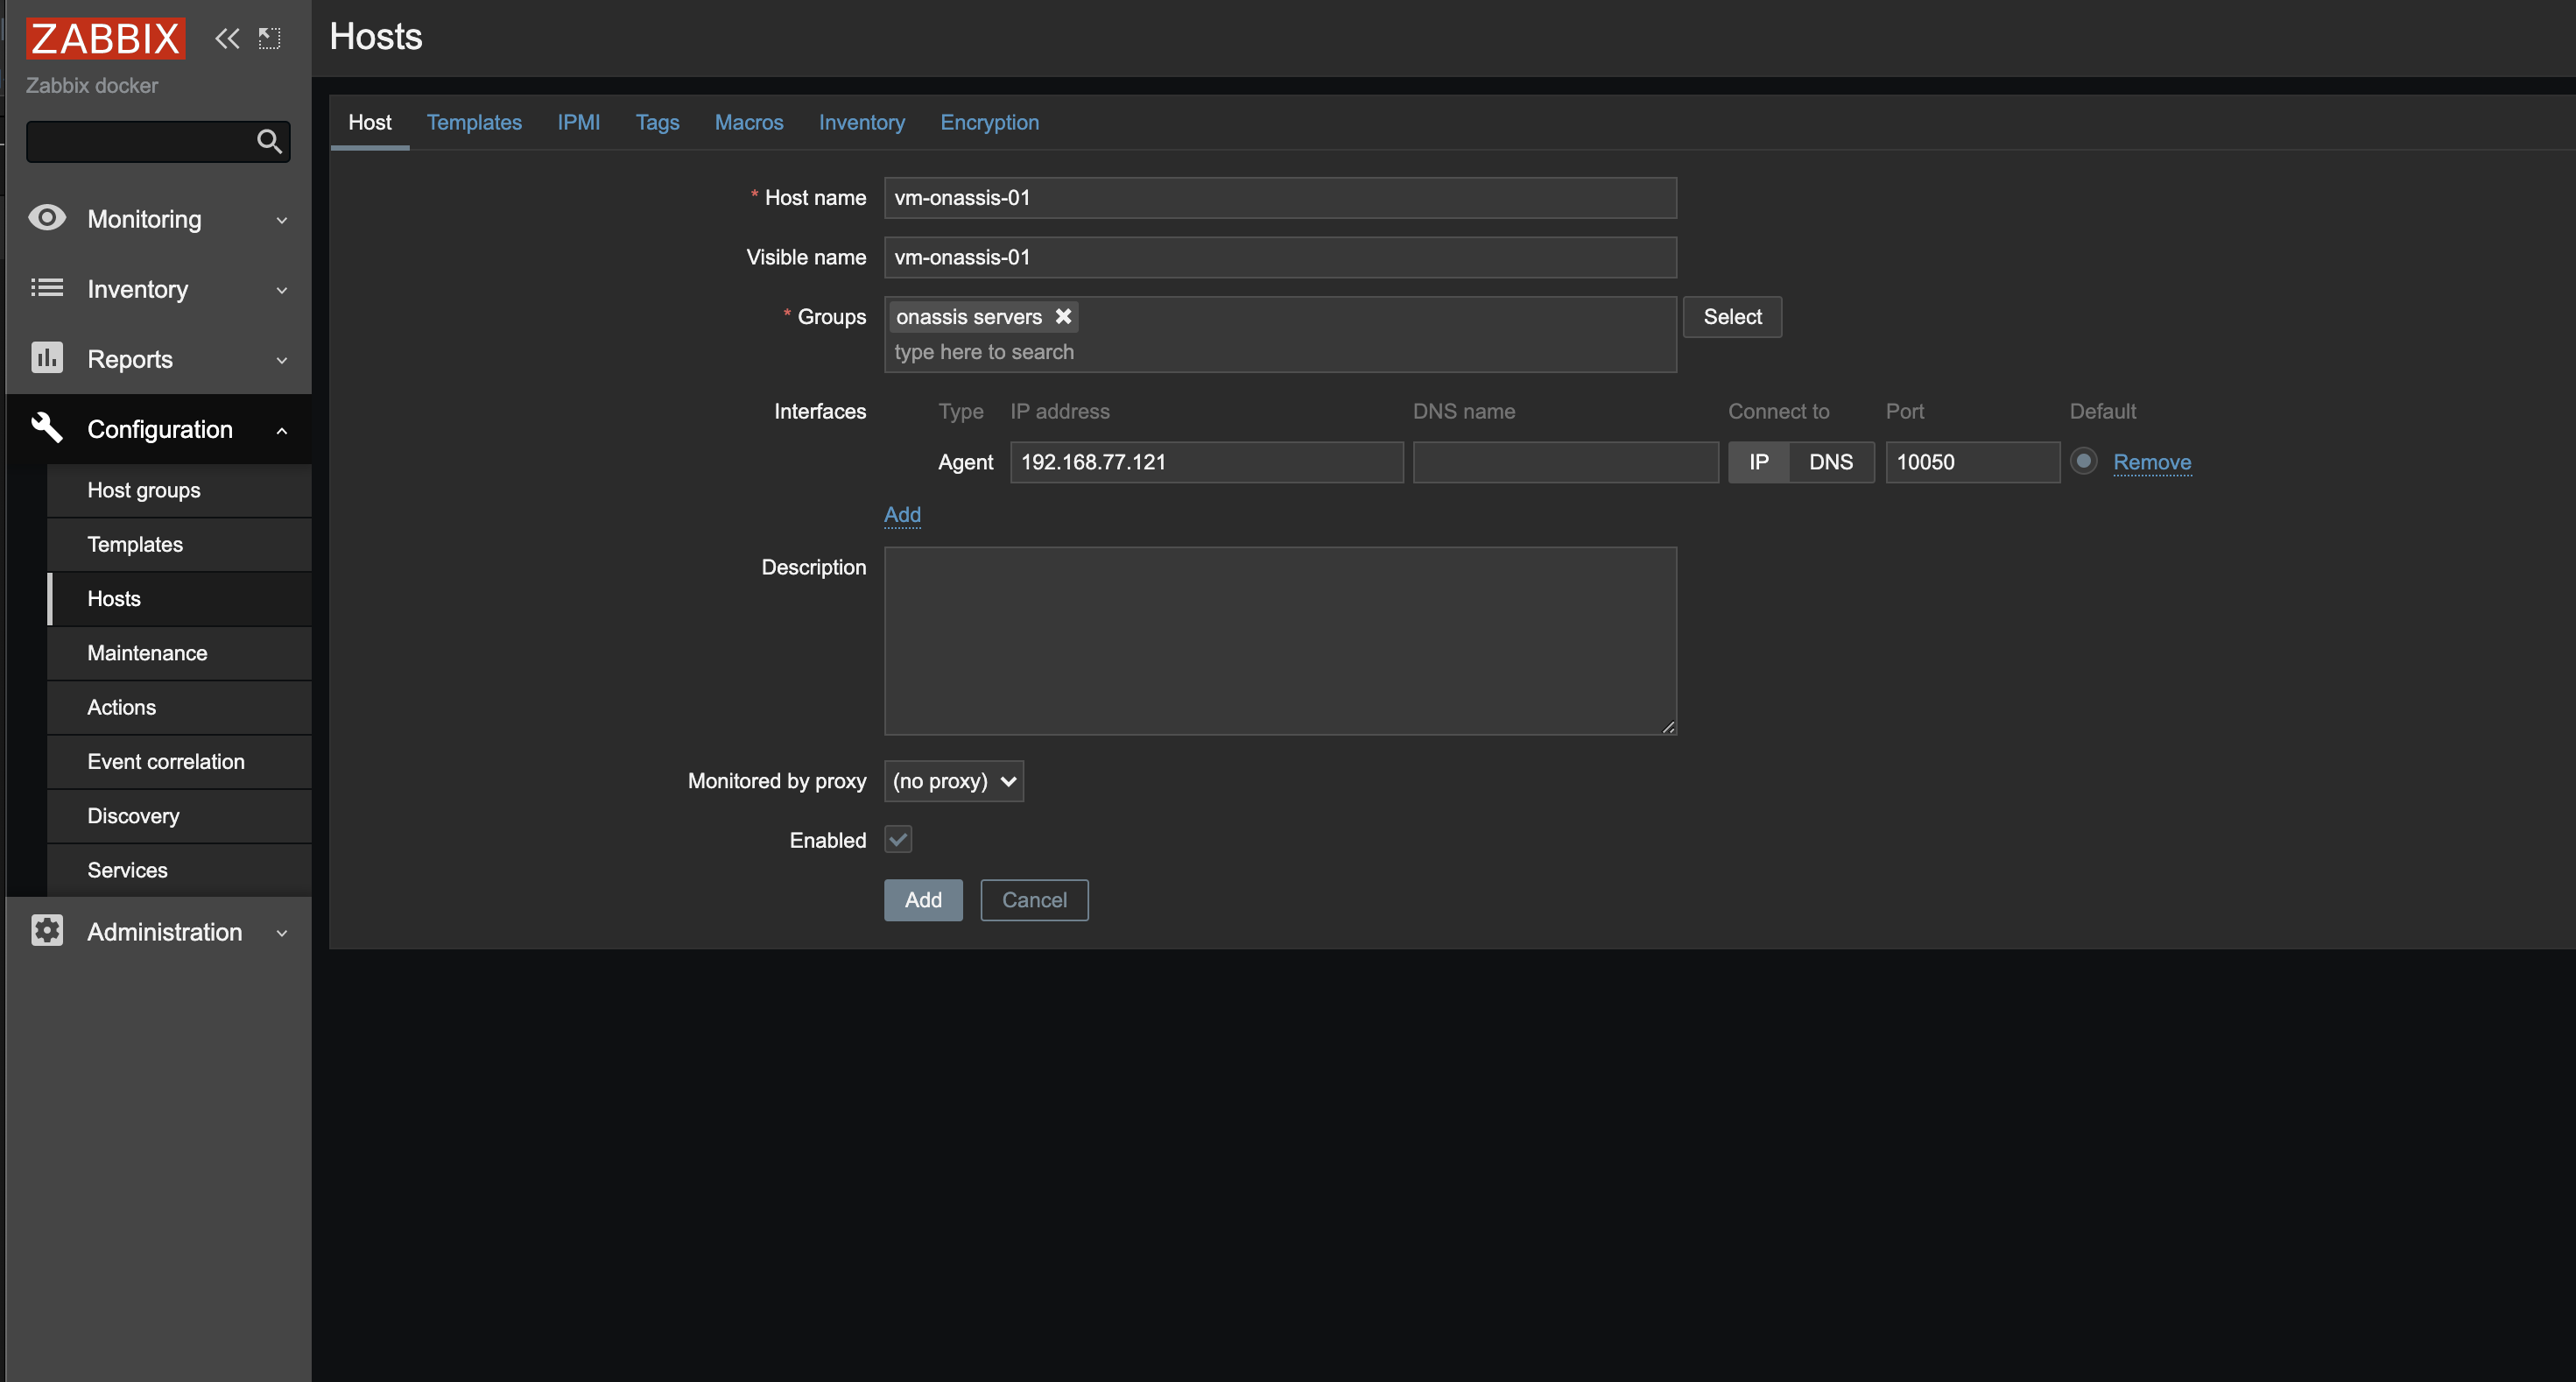 ZABBIX
Zabbix docker
Monitoring
Inventory
Reports
Configuration
Host groups
Templates
Hosts
Maintenance
Actions
Event correlation
Discovery
Services
Administration
Hosts
Host Templates IPMI Tags Macros Inventory Encryption
* Host name vm-onassis-01
Visible name vm-onassis-01
* Groups onassis servers Select
type here to search
Interfaces Type IP address DNS name Connect to Port Default
Agent 192.168.77.121 IP DNS 10050 Remove
Add
Description
Monitored by proxy (no proxy)
Enabled
Add Cancel